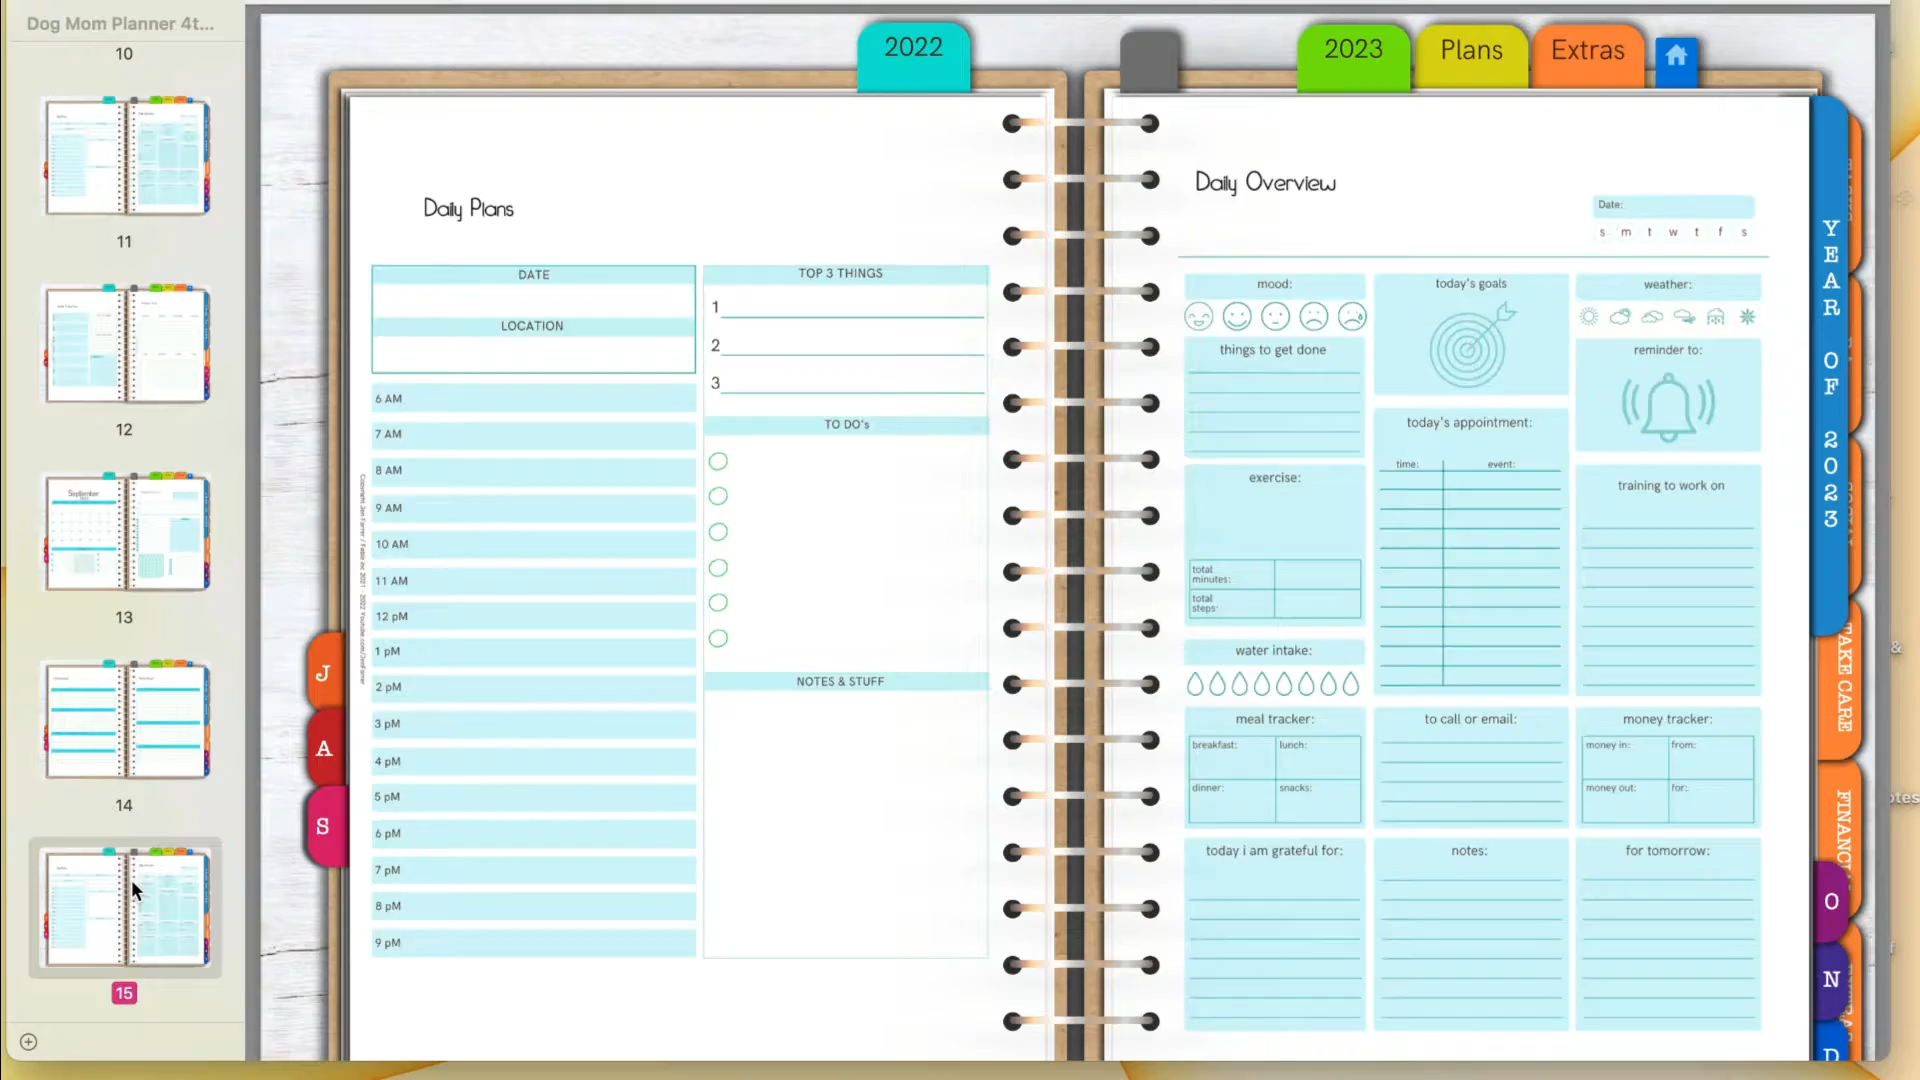 Dog Mom Planner 4t...
10
11
12
13
14
15
2022
2023
Plans
Extras
Daily Plans
DATE
LOCATION
6 AM
7 AM
8 AM
9 AM
10 AM
11 AM
12 pM
1 pM
2 pM
3 pM
4 pM
5 pM
6 pM
7 pM
8 pM
9 pM
TOP 3 THINGS
1
2
3
TO DO's
NOTES & STUFF
J
A
S
Daily Overview
Date:
s m t w t f s
mood:
things to get done
exercise:
total minutes:
total steps:
water intake:
meal tracker:
breakfast: lunch:
dinner: snacks:
today i am grateful for:
today's goals
today's appointment:
time: event:
to call or email:
notes:
weather:
reminder to:
training to work on
money tracker:
money in: from:
money out: for:
for tomorrow:
YEAR OF 2023
TAKE CARE
O
N
D
September
&